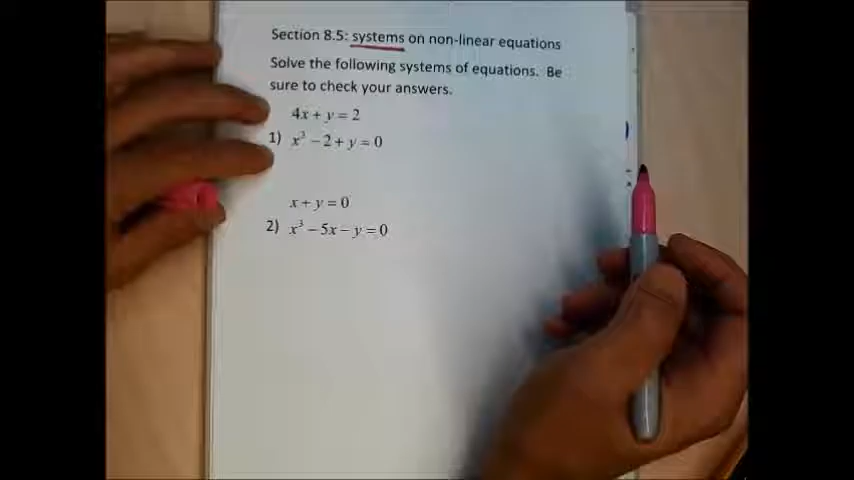 Section 8.5: systems on non-linear equations
Solve the following systems of equations. Be
sure to check your answers.
4x + y = 2
1) x³ − 2 + y = 0
x + y = 0
2) x³ − 5x − y = 0